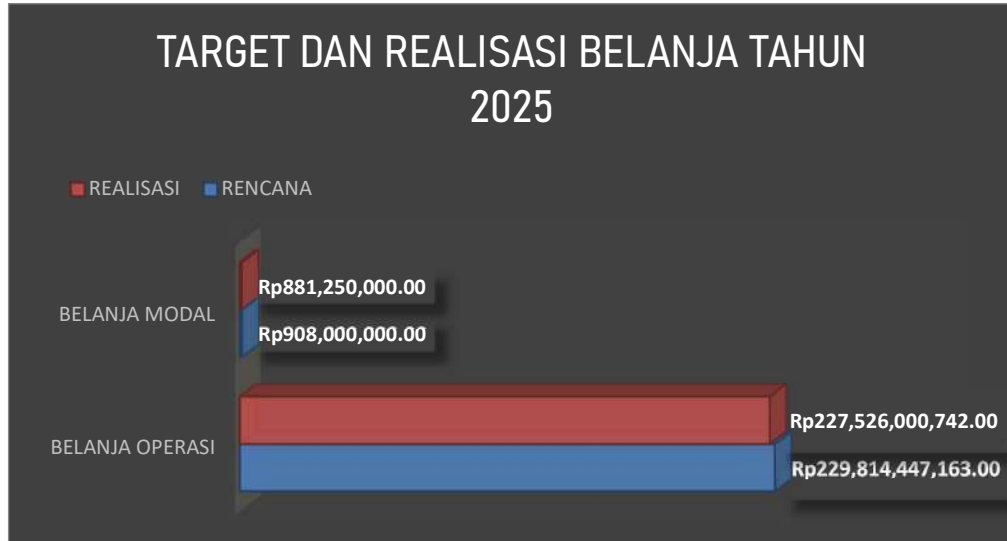 TARGET DAN REALISASI BELANJA TAHUN
2025
REALISASI RENCANA
Rp881,250,000.00
BELANJA MODAL
Rp908,000,000.00
Rp227,526,000,742.00
BELANJA OPERASI
Rp229,814,447,163.00